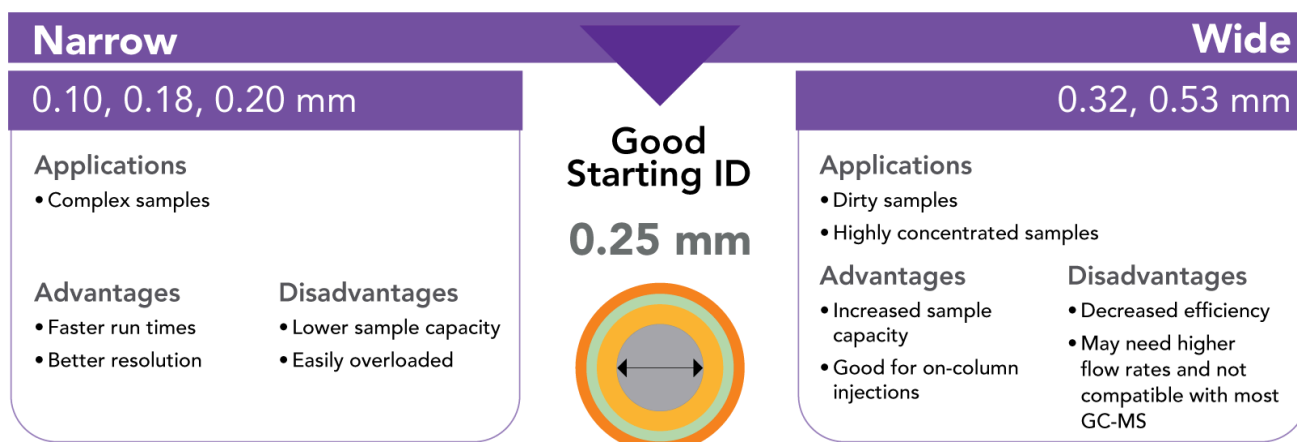 Narrow
Wide
0.10, 0.18, 0.20 mm
0.32, 0.53 mm
Applications
• Complex samples
Advantages
• Faster run times
• Better resolution
Disadvantages
• Lower sample capacity
• Easily overloaded
Good
Starting ID
0.25 mm
Applications
• Dirty samples
• Highly concentrated samples
Advantages
• Increased sample
capacity
• Good for on-column
injections
Disadvantages
• Decreased efficiency
• May need higher
flow rates and not
compatible with most
GC-MS